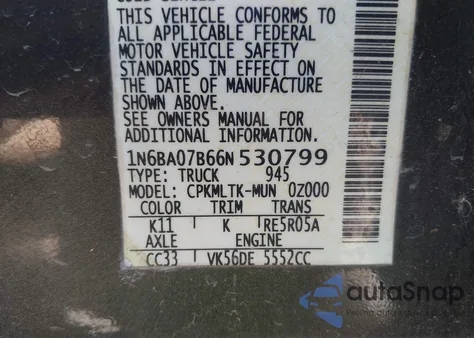 THIS VEHICLE CONFORMS TO
ALL APPLICABLE FEDERAL
MOTOR VEHICLE SAFETY
STANDARDS IN EFFECT ON
THE DATE OF MANUFACTURE
SHOWN ABOVE.
SEE OWNERS MANUAL FOR
ADDITIONAL INFORMATION.
1N6BA07B66N530799
TYPE: TRUCK 945
MODEL: CPKMLTK-MUN 0Z000
COLOR TRIM TRANS
K11 K RE5R05A
AXLE ENGINE
CC33 VK56DE 5552CC
autoSnap